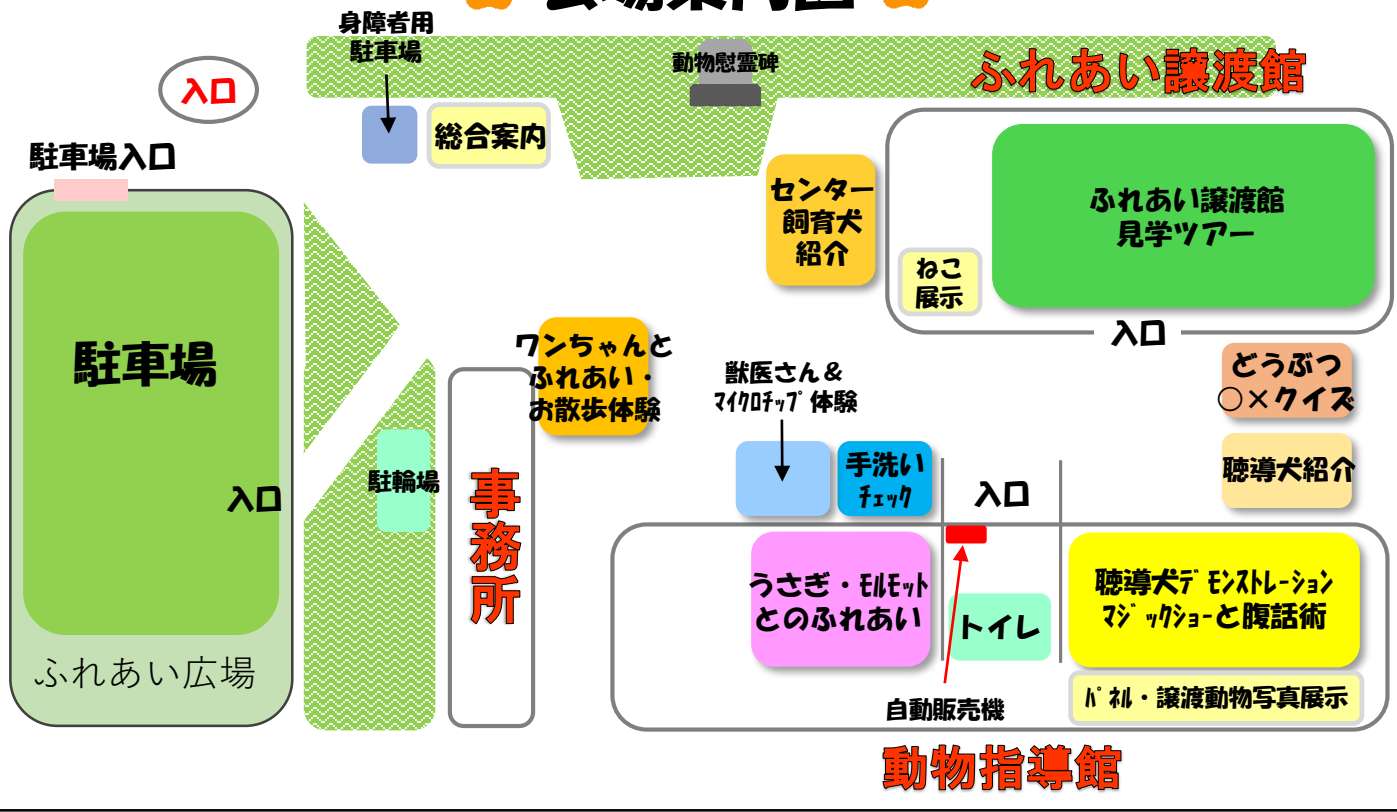 会場案内図
身障者用
駐車場
動物慰霊碑
ふれあい譲渡館
入口
総合案内
駐車場入口
センター
飼育犬
紹介
ふれあい譲渡館
見学ツアー
ねこ
展示
入口
駐車場
ワンちゃんと
ふれあい・
お散歩体験
獣医さん＆
ﾏｲｸﾛﾁｯﾌﾟ体験
どうぶつ
○×クイズ
駐輪場
手洗い
ﾁｪｯｸ
入口
聴導犬紹介
入口
事務所
うさぎ・ﾓﾙﾓｯﾄ
とのふれあい
トイレ
聴導犬ﾃﾞﾓﾝｽﾄﾚｰｼｮﾝ
ﾏｼﾞｯｸｼｮｰと腹話術
ふれあい広場
自動販売機
ﾊﾟﾈﾙ・譲渡動物写真展示
動物指導館